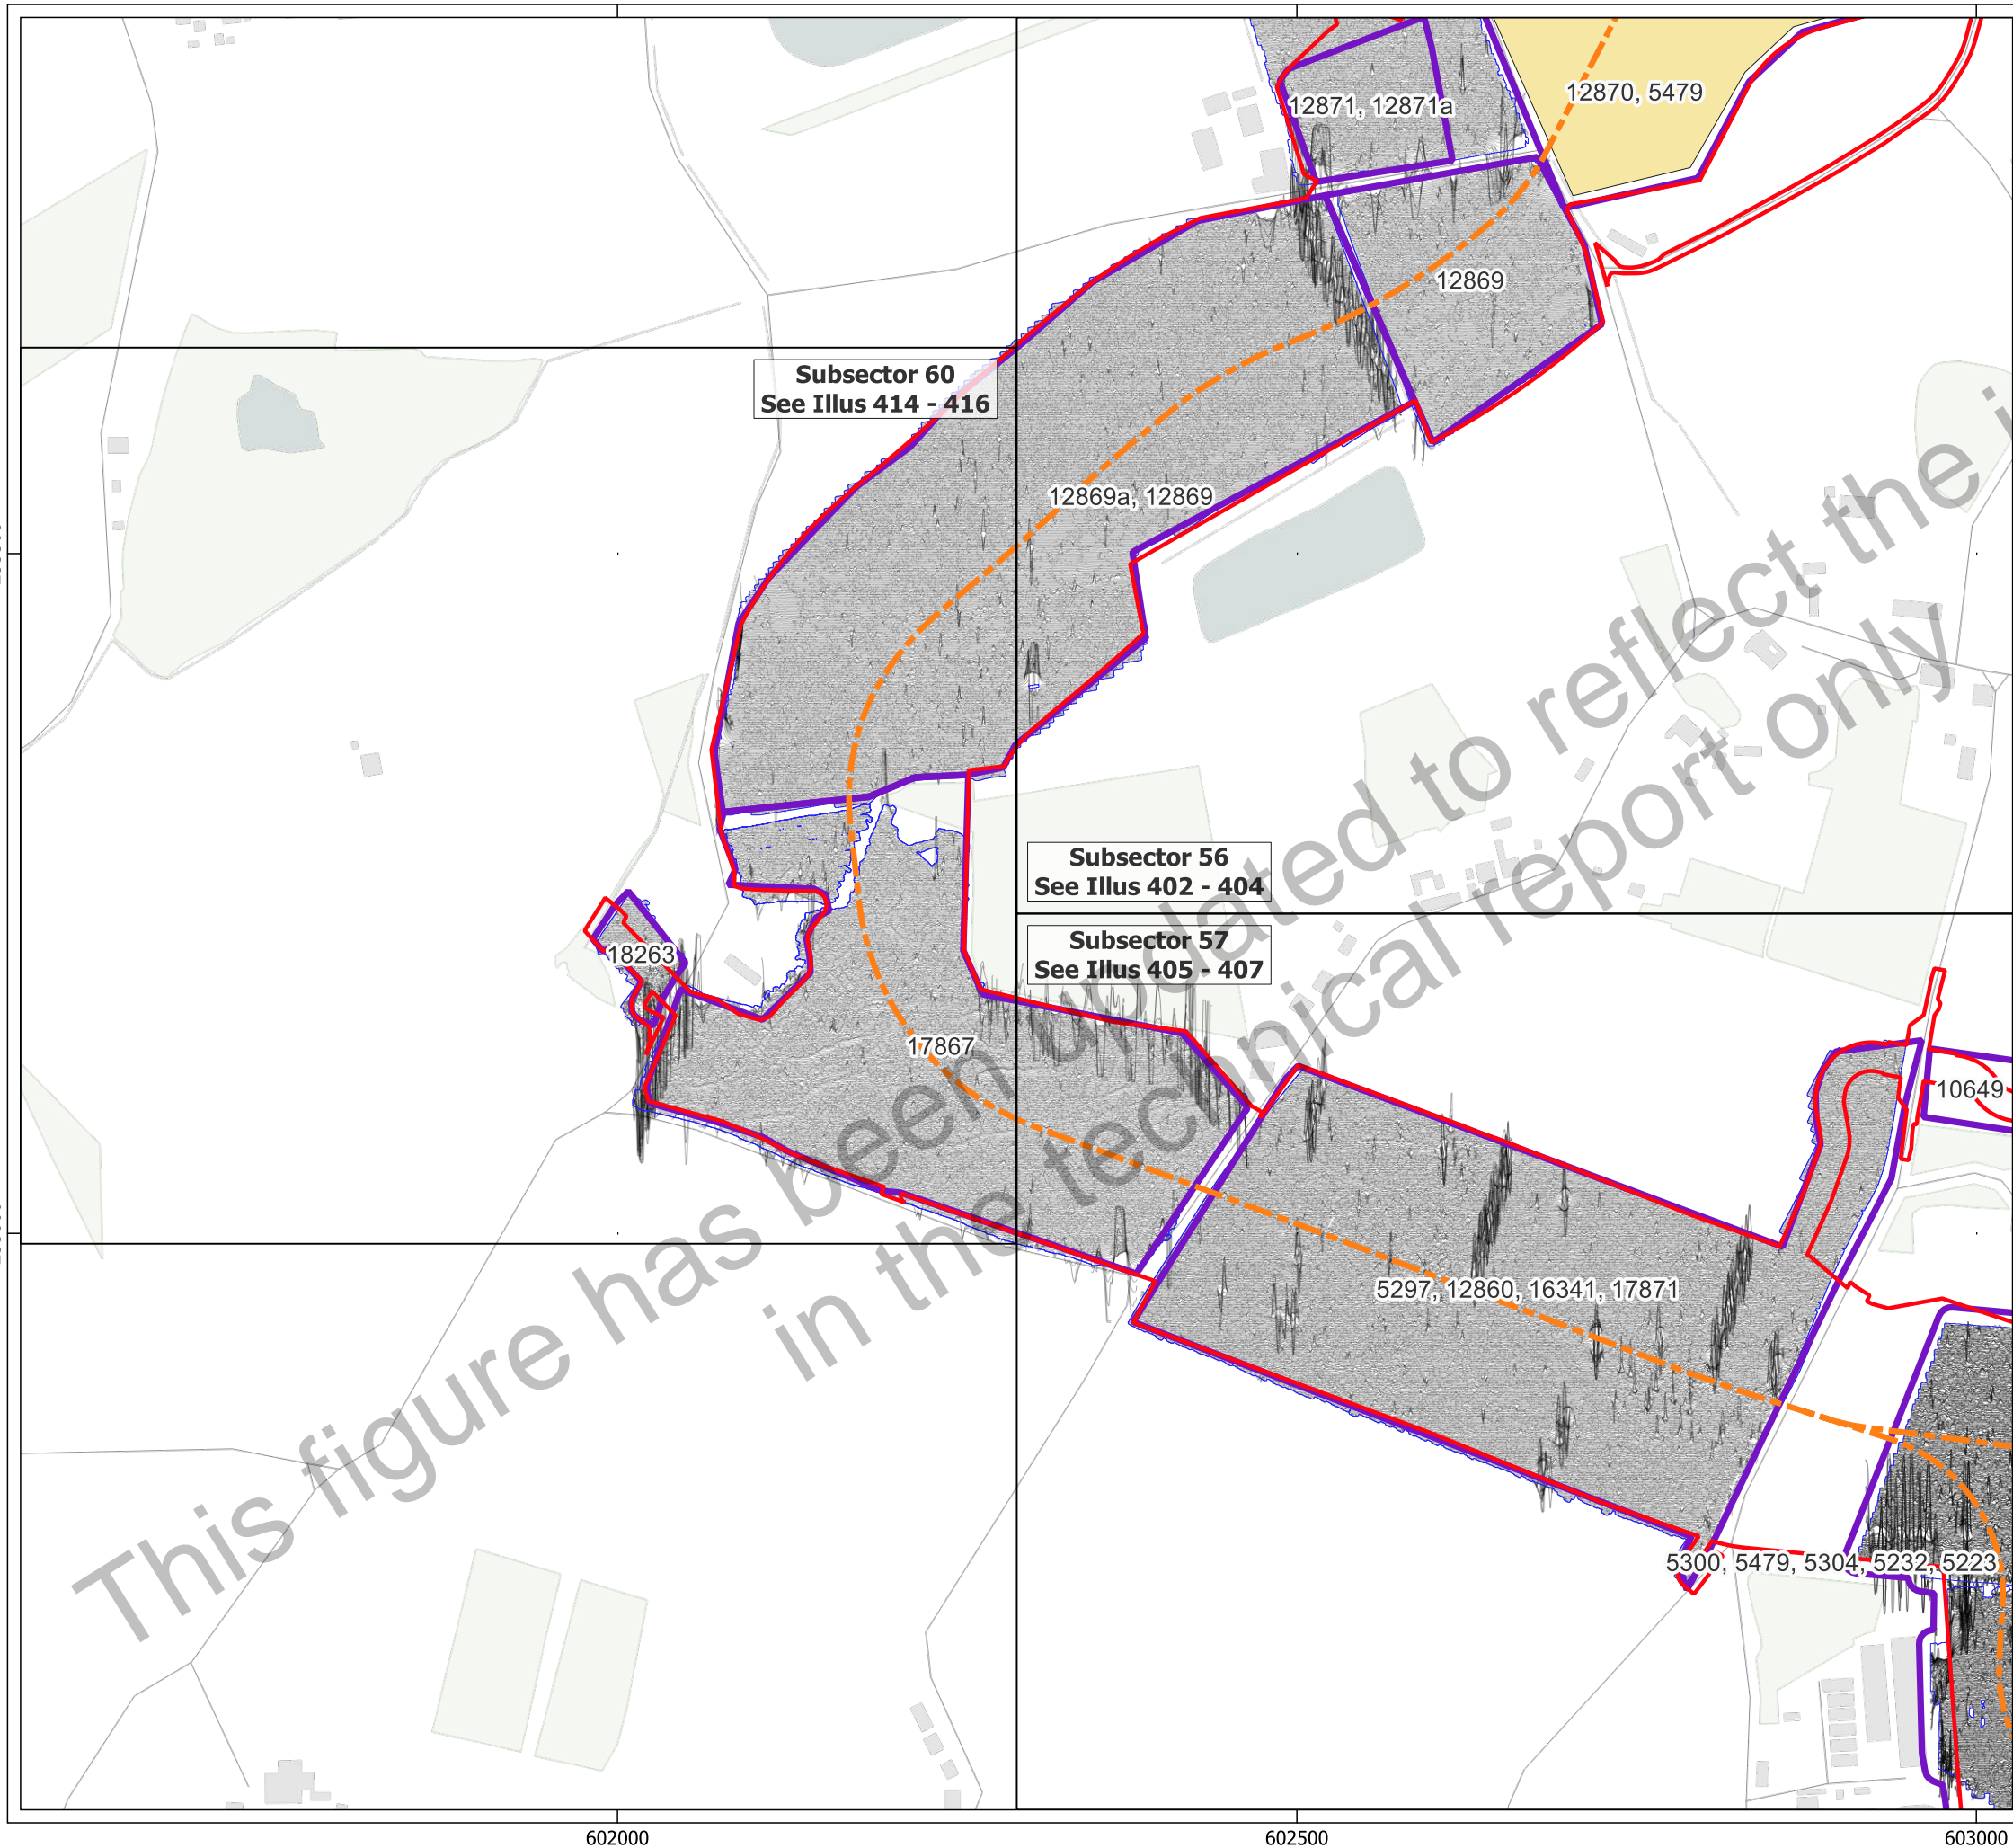 12870, 5479
12871, 12871a
12869
Subsector 60
See Illus 414 - 416
12869a, 12869
Subsector 56
See Illus 402 - 404
Subsector 57
See Illus 405 - 407
18263
17867
10649
5297, 12860, 16341, 17871
5300, 5479, 5304, 5232, 5223
This figure has been updated to reflect the i
in the technical report only
602000
602500
603000